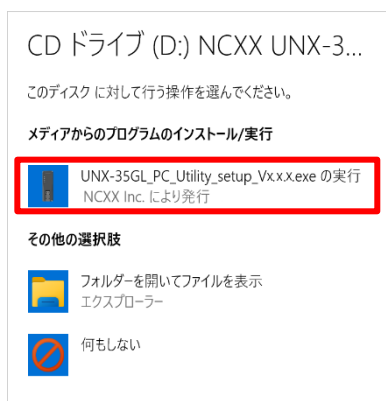 CD ドライブ (D:) NCXX UNX-3...
このディスク に対して行う操作を選んでください。
メディアからのプログラムのインストール/実行
UNX-35GL_PC_Utility_setup_Vx.x.x.exe の実行
NCXX Inc. により発行
その他の選択肢
フォルダーを開いてファイルを表示
エクスプローラー
何もしない